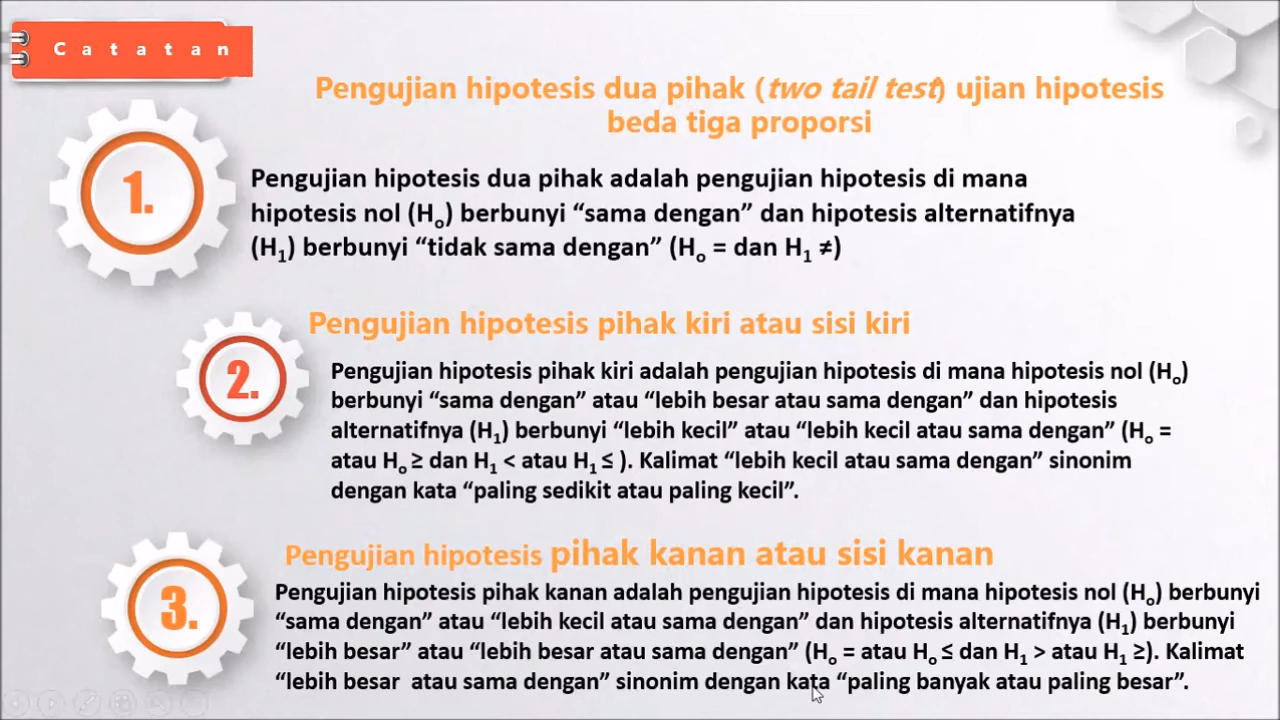 Catatan
Pengujian hipotesis dua pihak (two tail test) ujian hipotesis
beda tiga proporsi
1.
Pengujian hipotesis dua pihak adalah pengujian hipotesis di mana
hipotesis nol (Ho) berbunyi “sama dengan” dan hipotesis alternatifnya
(H1) berbunyi “tidak sama dengan” (Ho = dan H1 ≠)
Pengujian hipotesis pihak kiri atau sisi kiri
2.
Pengujian hipotesis pihak kiri adalah pengujian hipotesis di mana hipotesis nol (Ho)
berbunyi “sama dengan” atau “lebih besar atau sama dengan” dan hipotesis
alternatifnya (H1) berbunyi “lebih kecil” atau “lebih kecil atau sama dengan” (Ho =
atau Ho ≥ dan H1 < atau H1 ≤ ). Kalimat “lebih kecil atau sama dengan” sinonim
dengan kata “paling sedikit atau paling kecil”.
Pengujian hipotesis pihak kanan atau sisi kanan
3.
Pengujian hipotesis pihak kanan adalah pengujian hipotesis di mana hipotesis nol (Ho) berbunyi
“sama dengan” atau “lebih kecil atau sama dengan” dan hipotesis alternatifnya (H1) berbunyi
“lebih besar” atau “lebih besar atau sama dengan” (Ho = atau Ho ≤ dan H1 > atau H1 ≥). Kalimat
“lebih besar atau sama dengan” sinonim dengan kata “paling banyak atau paling besar”.